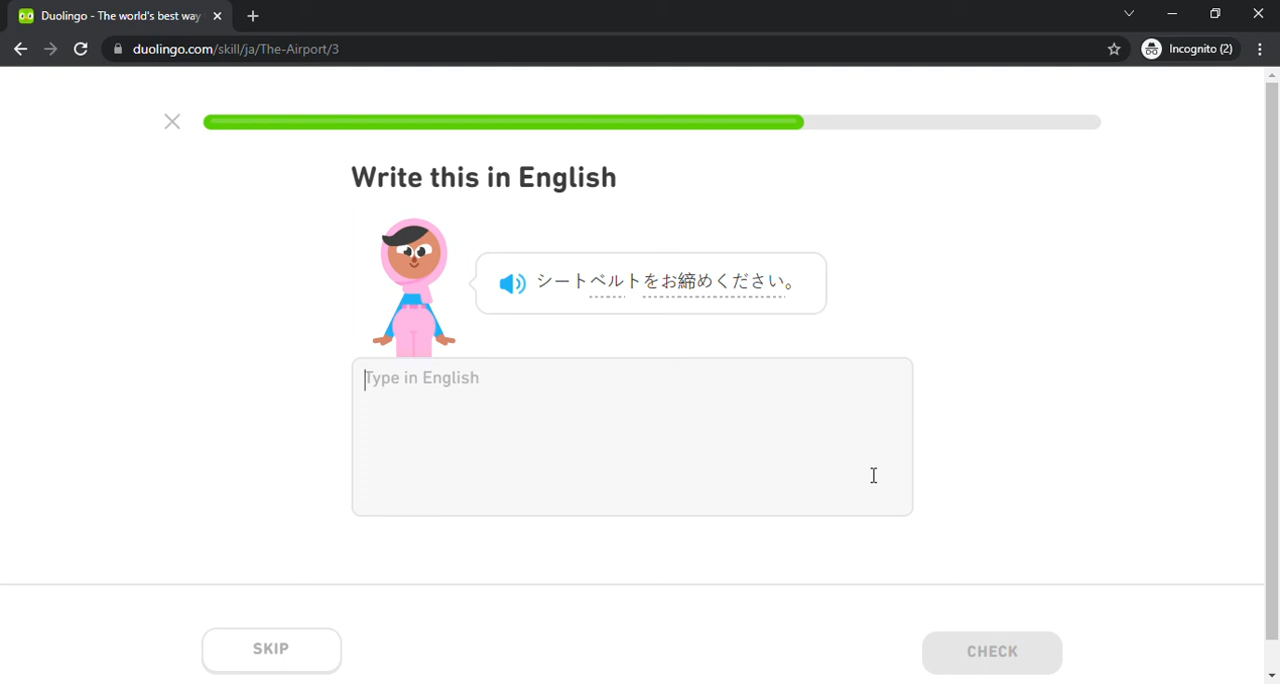 Duolingo - The world's best way
duolingo.com/skill/ja/The-Airport/3
Incognito (2)
Write this in English
シートベルトをお締めください。
Type in English
SKIP
CHECK